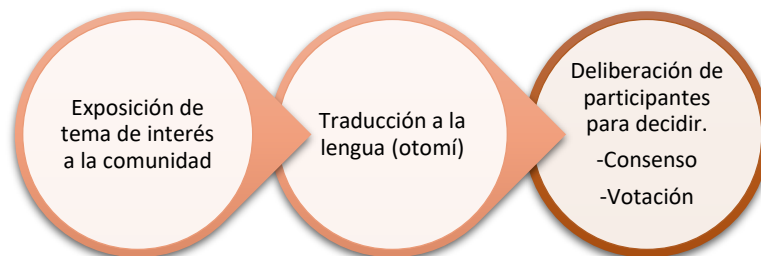 Exposición de
tema de interés
a la comunidad
Traducción a la
lengua (otomí)
Deliberación de
participantes
para decidir.
-Consenso
-Votación